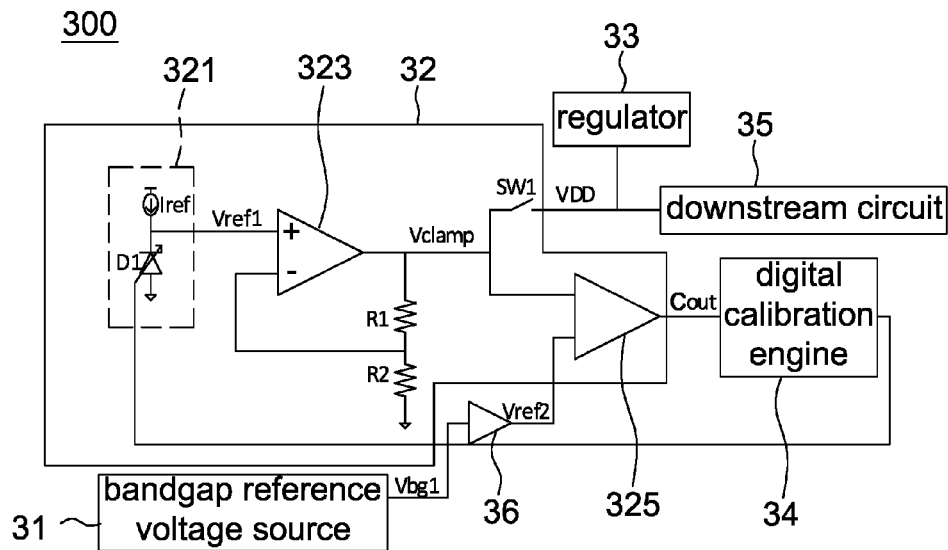 300
321
323
32
33
regulator
35
SW1
VDD
downstream circuit
Iref
Vref1
+
Vclamp
D1
-
Cout
digital
calibration
engine
R1
R2
Vref2
Vbg1
36
325
34
31
bandgap reference
voltage source